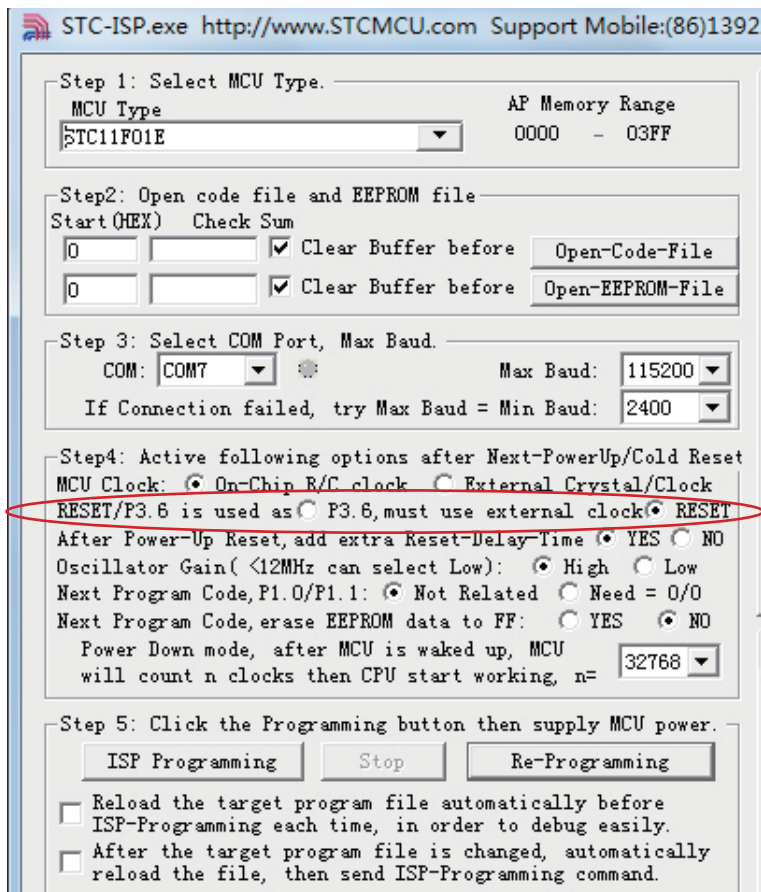 STC-ISP.exe http://www.STCMCU.com Support Mobile:(86)1392
Step 1: Select MCU Type.
MCU Type AP Memory Range
STC11F01E 0000 - 03FF
Step2: Open code file and EEPROM file
Start(HEX) Check Sum
0 Clear Buffer before Open-Code-File
0 Clear Buffer before Open-EEPROM-File
Step 3: Select COM Port, Max Baud.
COM: COM7 Max Baud: 115200
If Connection failed, try Max Baud = Min Baud: 2400
Step4: Active following options after Next-PowerUp/Cold Reset
MCU Clock: On-Chip R/C clock External Crystal/Clock
RESET/P3.6 is used as P3.6,must use external clock RESET
After Power-Up Reset,add extra Reset-Delay-Time YES NO
Oscillator Gain( <12MHz can select Low): High Low
Next Program Code,P1.0/P1.1: Not Related Need = 0/0
Next Program Code,erase EEPROM data to FF: YES NO
Power Down mode, after MCU is waked up, MCU
will count n clocks then CPU start working, n= 32768
Step 5: Click the Programming button then supply MCU power.
ISP Programming Stop Re-Programming
Reload the target program file automatically before
ISP-Programming each time, in order to debug easily.
After the target program file is changed, automatically
reload the file, then send ISP-Programming command.